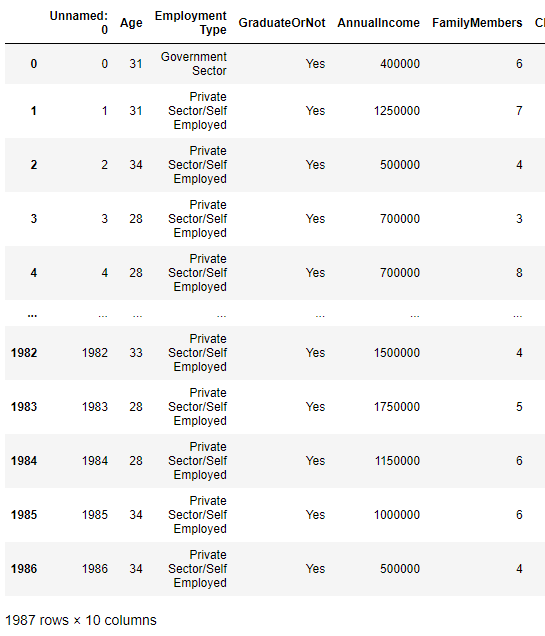 Unnamed: 0 Age Employment Type GraduateOrNot AnnualIncome FamilyMembers
0 0 31 Government Sector Yes 400000 6
1 1 31 Private Sector/Self Employed Yes 1250000 7
2 2 34 Private Sector/Self Employed Yes 500000 4
3 3 28 Private Sector/Self Employed Yes 700000 3
4 4 28 Private Sector/Self Employed Yes 700000 8
... ... ... ... ... ... ...
1982 1982 33 Private Sector/Self Employed Yes 1500000 4
1983 1983 28 Private Sector/Self Employed Yes 1750000 5
1984 1984 28 Private Sector/Self Employed Yes 1150000 6
1985 1985 34 Private Sector/Self Employed Yes 1000000 6
1986 1986 34 Private Sector/Self Employed Yes 500000 4
1987 rows × 10 columns